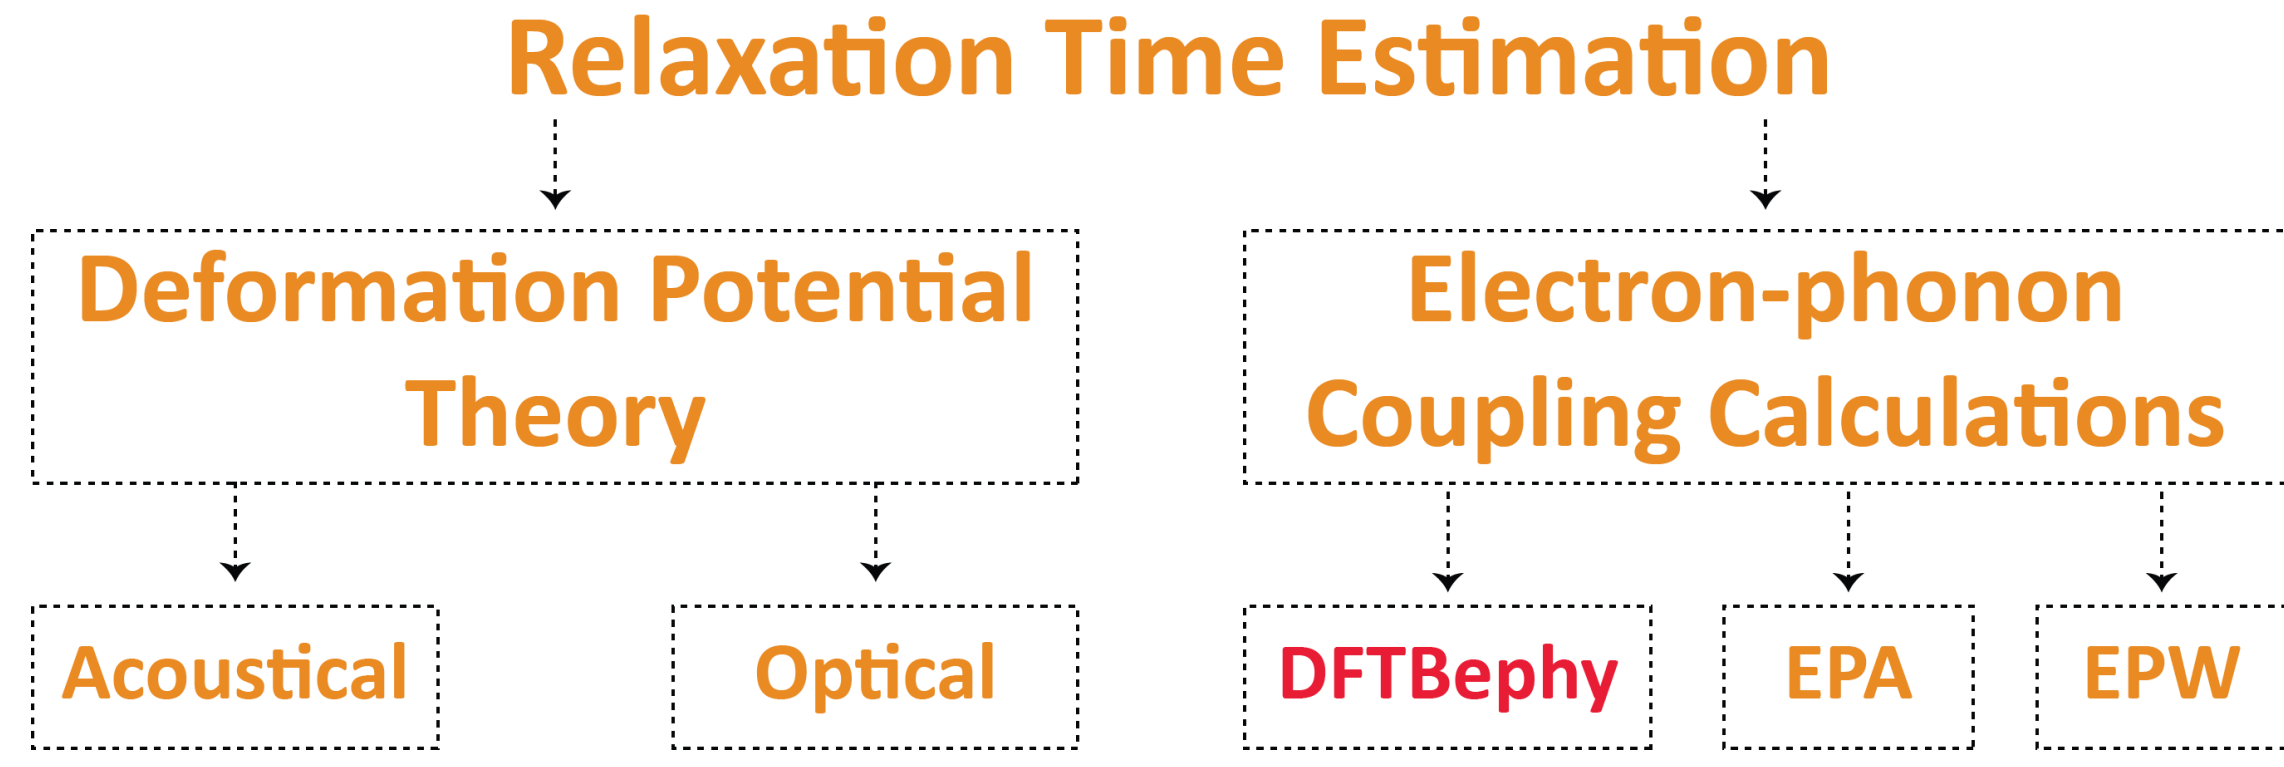 Relaxation Time Estimation
Deformation Potential
Theory
Electron-phonon
Coupling Calculations
Acoustical
Optical
DFTBephy
EPA
EPW